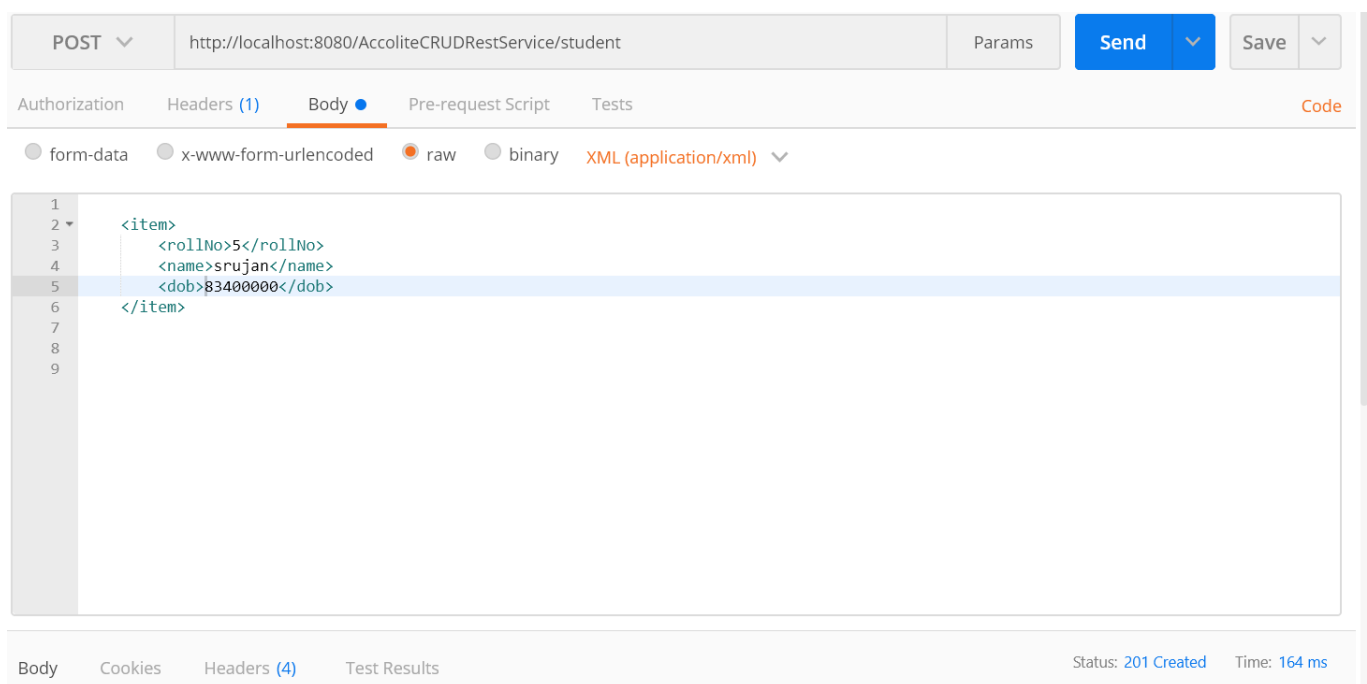 POST http://localhost:8080/AccoliteCRUDRestService/student Params Send Save
Authorization Headers (1) Body Pre-request Script Tests Code
form-data x-www-form-urlencoded raw binary XML (application/xml)
1
2 <item>
3 <rollNo>5</rollNo>
4 <name>srujan</name>
5 <dob>83400000</dob>
6 </item>
7
8
9
Body Cookies Headers (4) Test Results Status: 201 Created Time: 164 ms